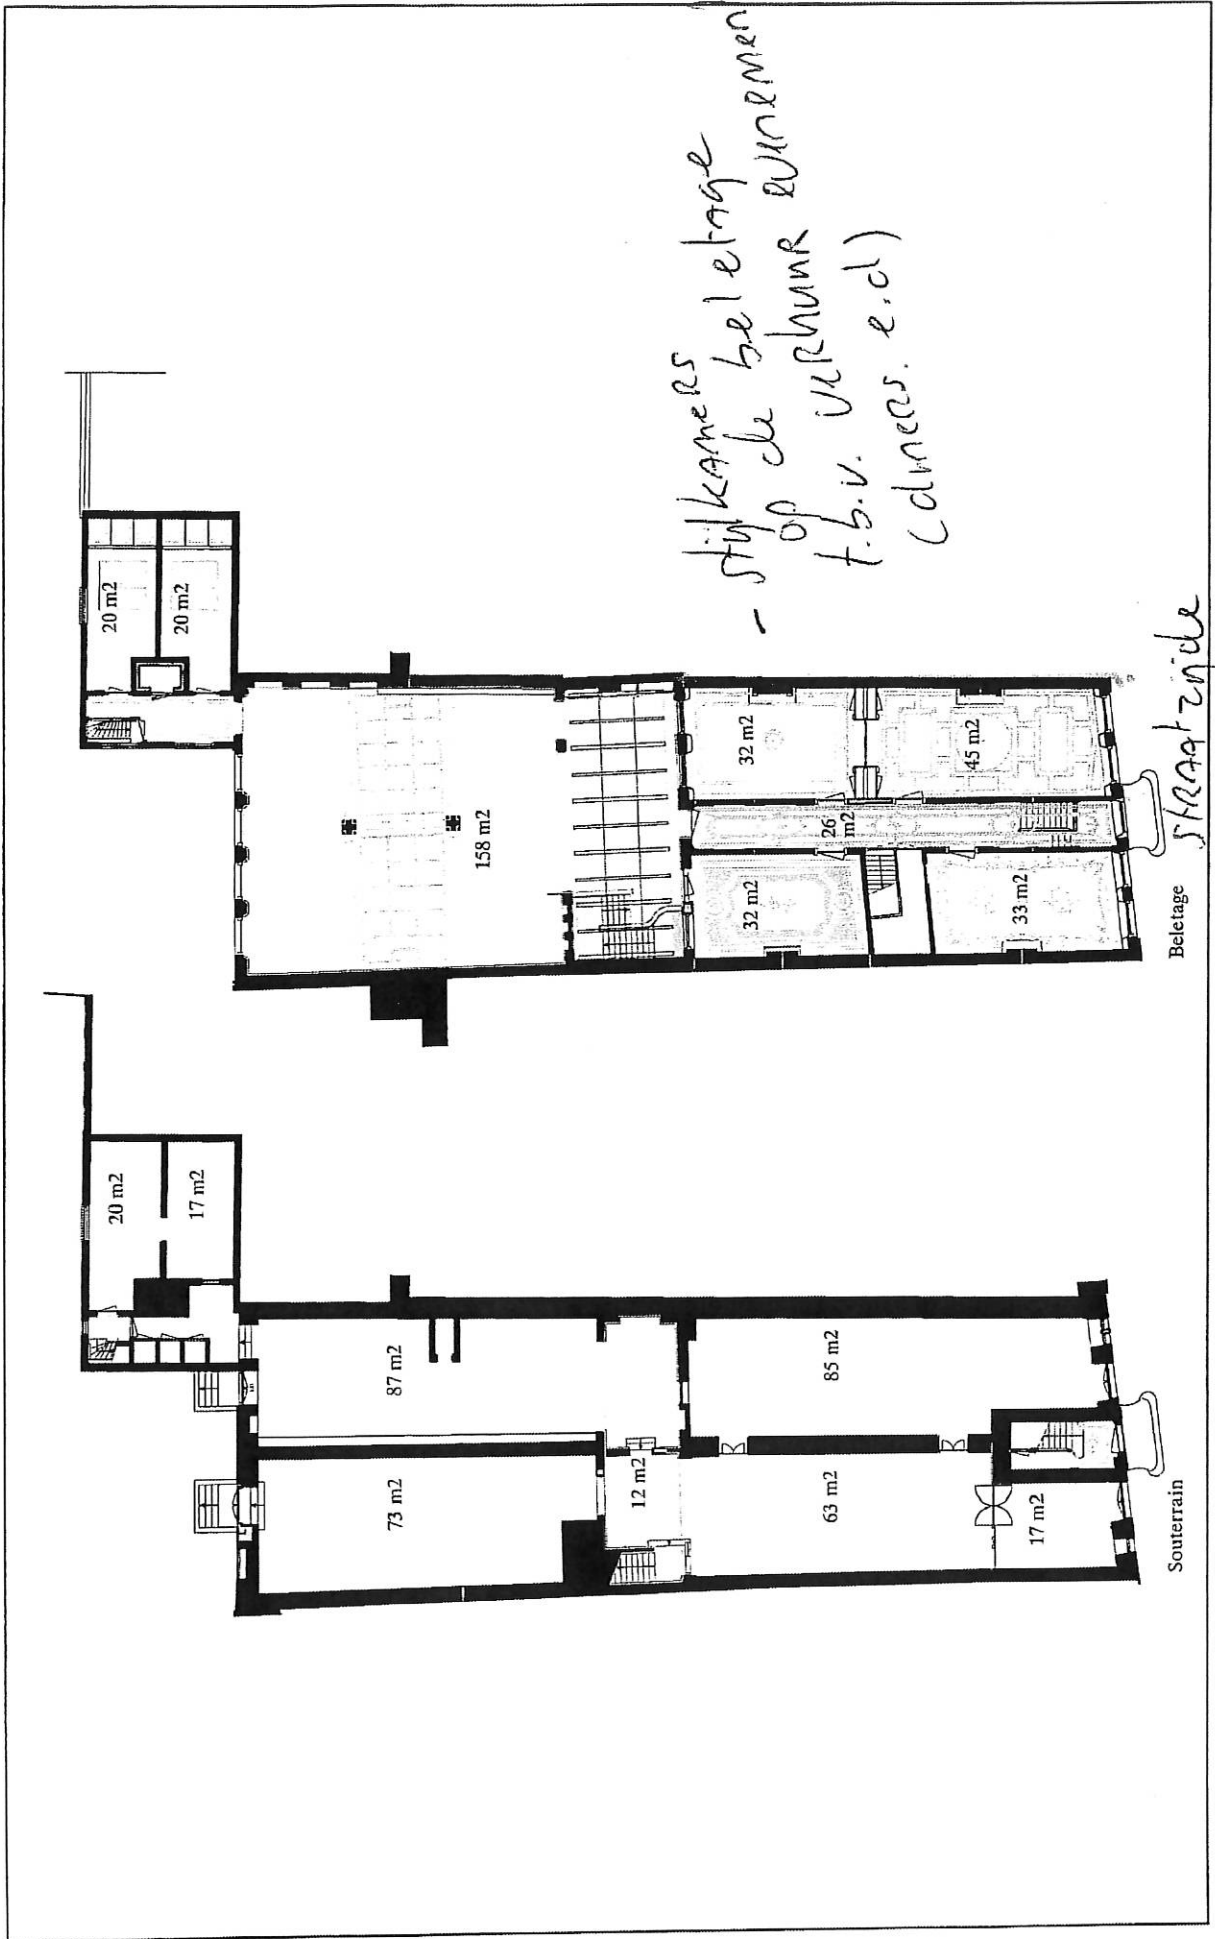 20 m2
17 m2
87 m2
73 m2
12 m2
85 m2
63 m2
17 m2
Souterrain
20 m2
20 m2
158 m2
32 m2
32 m2
26 m2
45 m2
33 m2
Beletage
straatzijde
- stijlkamers
op de beletage
t.b.v. verhuur evenemen
(diners. e.d)